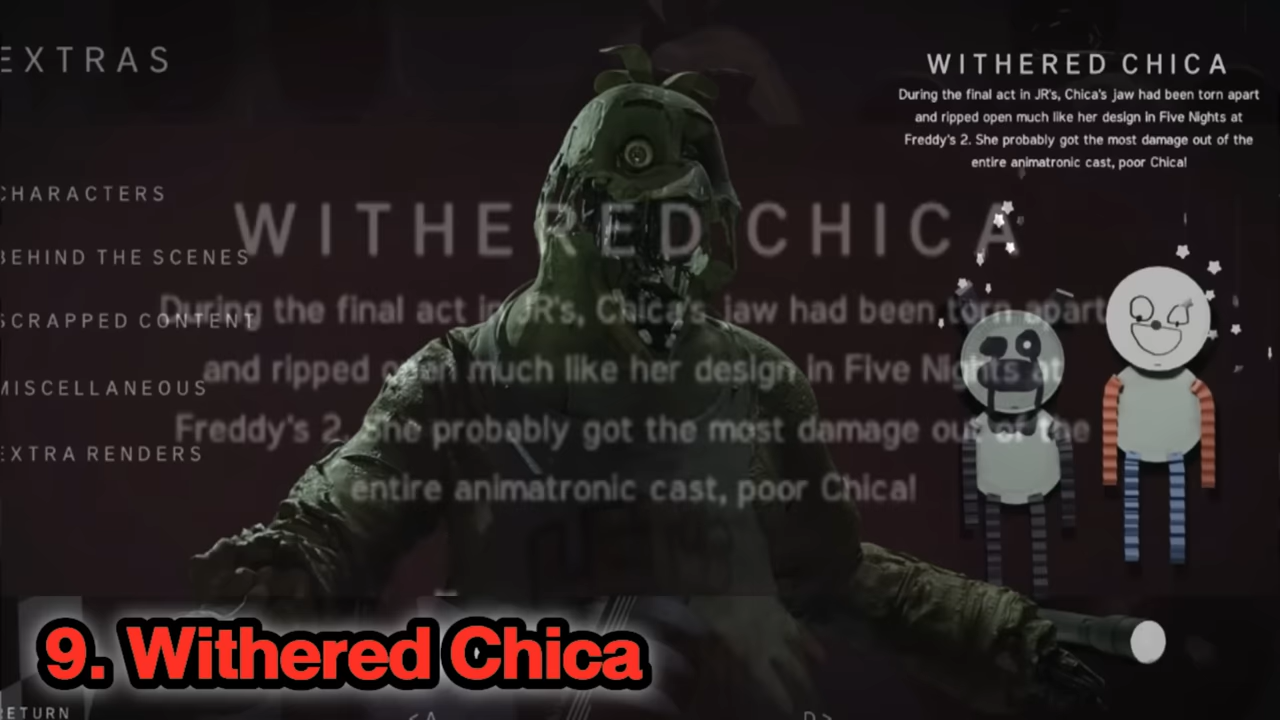 EXTRAS
CHARACTERS
BEHIND THE SCENES
SCRAPPED CONTENT
MISCELLANEOUS
EXTRA RENDERS
RETURN
WITHERED CHICA
During the final act in JR's, Chica's jaw had been torn apart
and ripped open much like her design in Five Nights at
Freddy's 2. She probably got the most damage out of the
entire animatronic cast, poor Chica!
WITHERED CHICA
During the final act in JR's, Chica's jaw had been torn apart
and ripped open much like her design in Five Nights at
Freddy's 2. She probably got the most damage out of the
entire animatronic cast, poor Chica!
9. Withered Chica
<A
D>